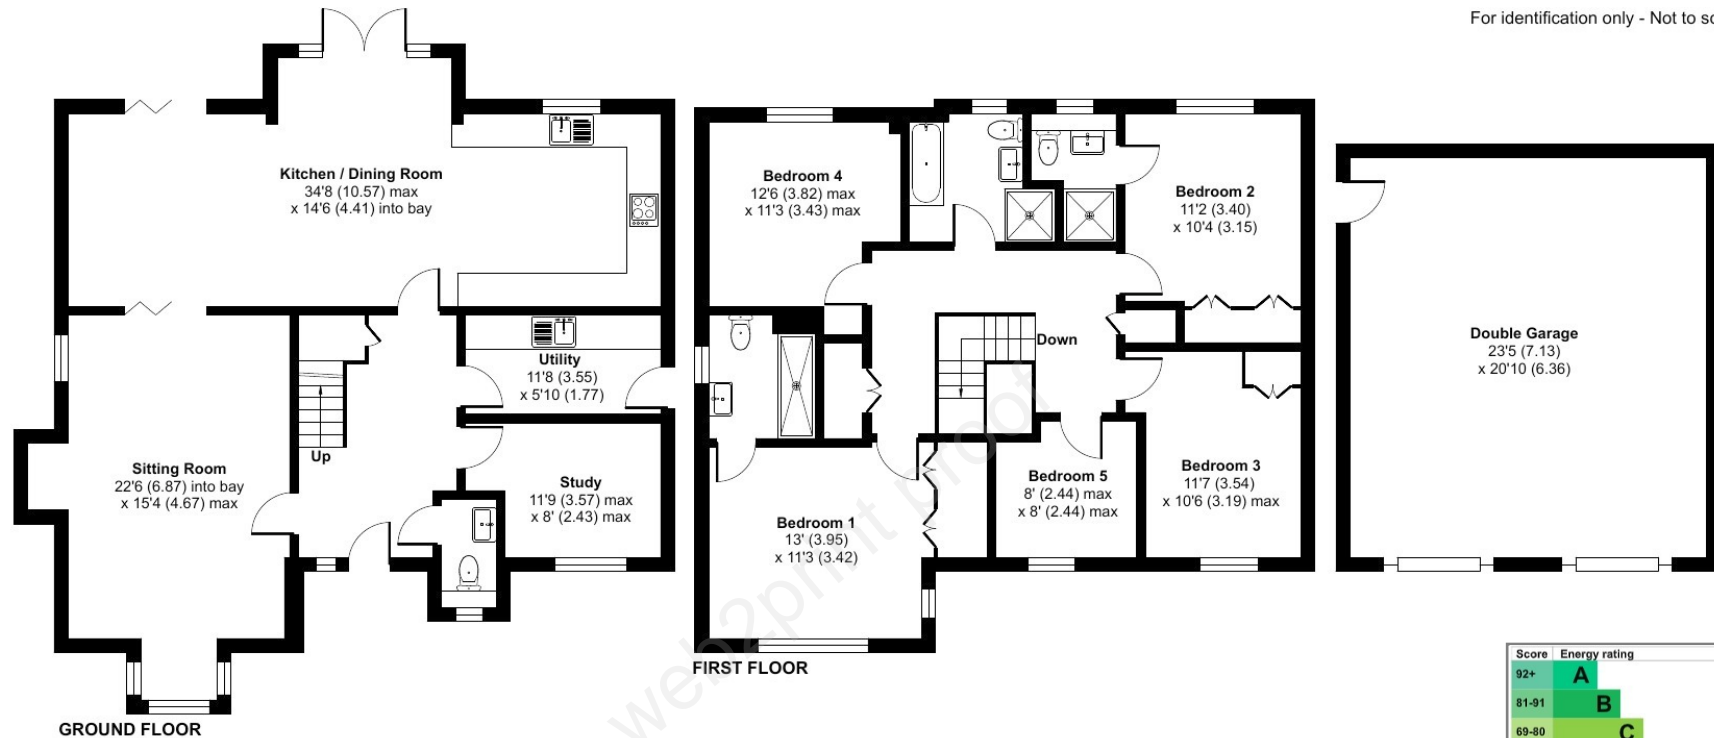 For identification only - Not to
Kitchen / Dining Room
34'8 (10.57) max
x 14'6 (4.41) into bay
Utility
11'8 (3.55)
x 5'10 (1.77)
Up
Sitting Room
22'6 (6.87) into bay
x 15'4 (4.67) max
Study
11'9 (3.57) max
x 8' (2.43) max
GROUND FLOOR
Bedroom 4
12'6 (3.82) max
x 11'3 (3.43) max
Bedroom 2
11'2 (3.40)
x 10'4 (3.15)
Down
Bedroom 5
8' (2.44) max
x 8' (2.44) max
Bedroom 3
11'7 (3.54)
x 10'6 (3.19) max
Bedroom 1
13' (3.95)
x 11'3 (3.42)
FIRST FLOOR
Double Garage
23'5 (7.13)
x 20'10 (6.36)
web2print proof
Score Energy rating
92+ A
81-91 B
69-80 C